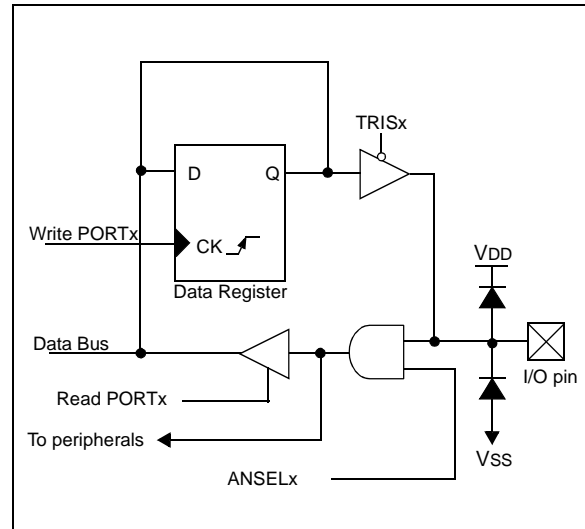 TRISx
D
Q
Write PORTx
CK
Data Register
VDD
Data Bus
I/O pin
Read PORTx
To peripherals
VSS
ANSELx